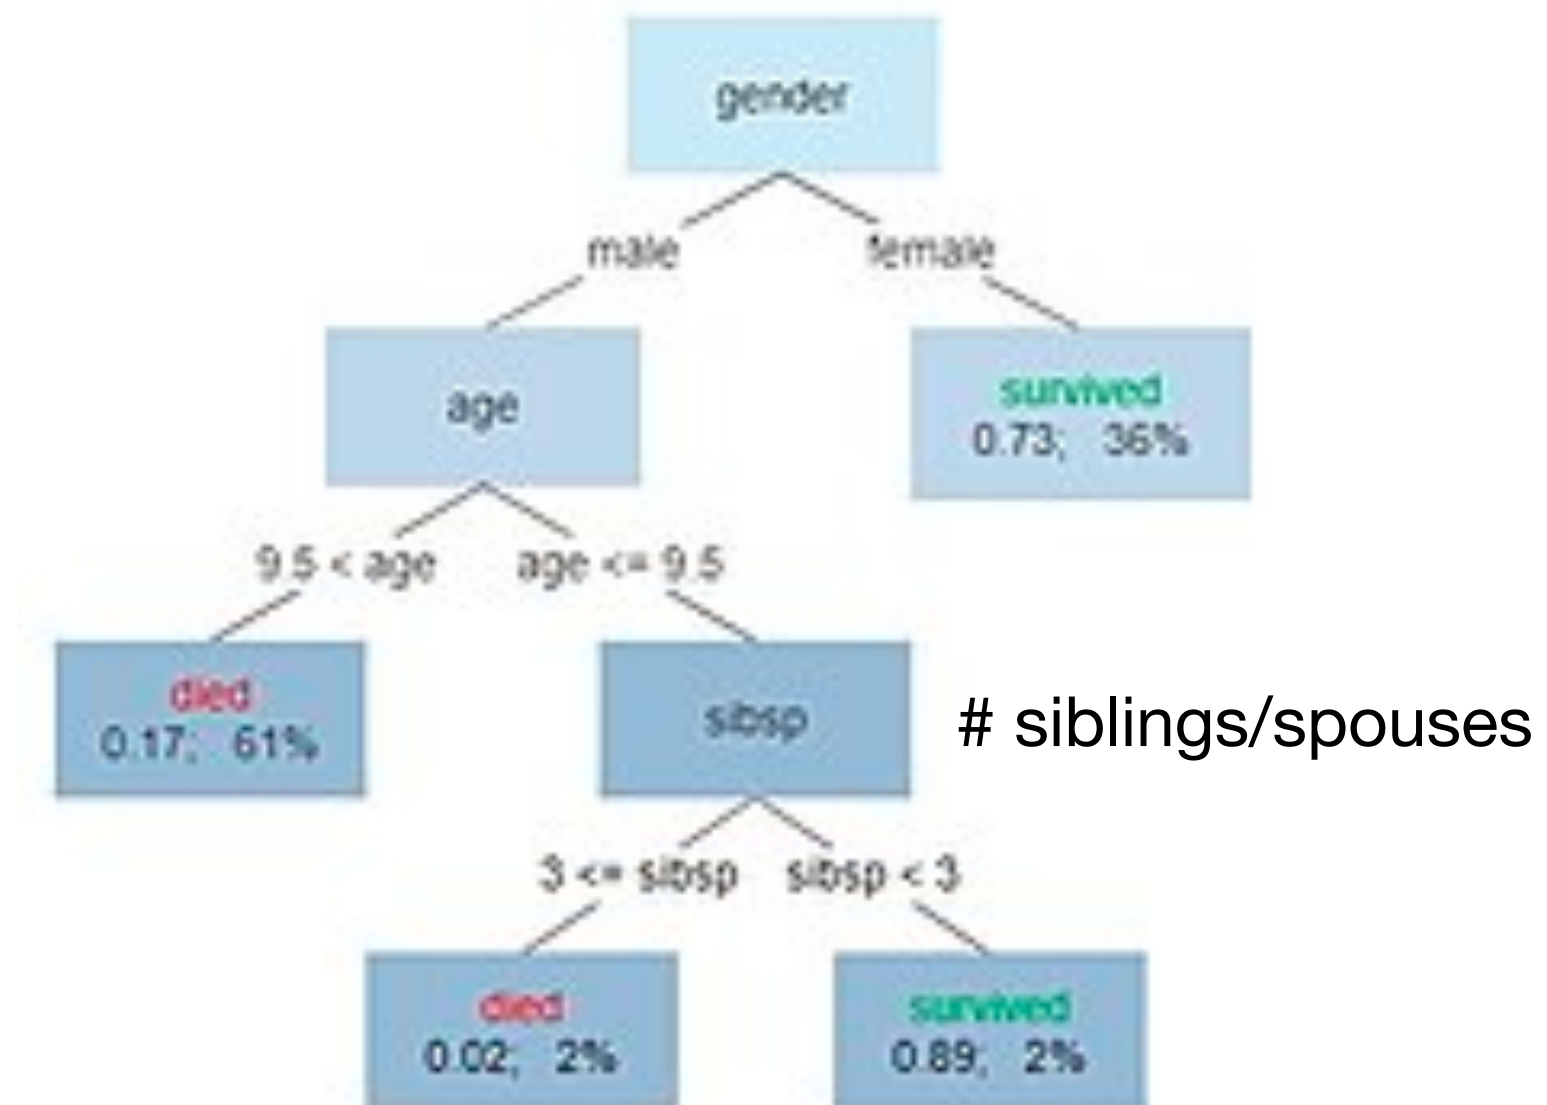 gender
male
female
age
survived
0.73; 36%
9.5 < age
age <= 9.5
died
0.17; 61%
sibsp
# siblings/spouses
3 <= sibsp
sibsp < 3
died
0.02; 2%
survived
0.89; 2%